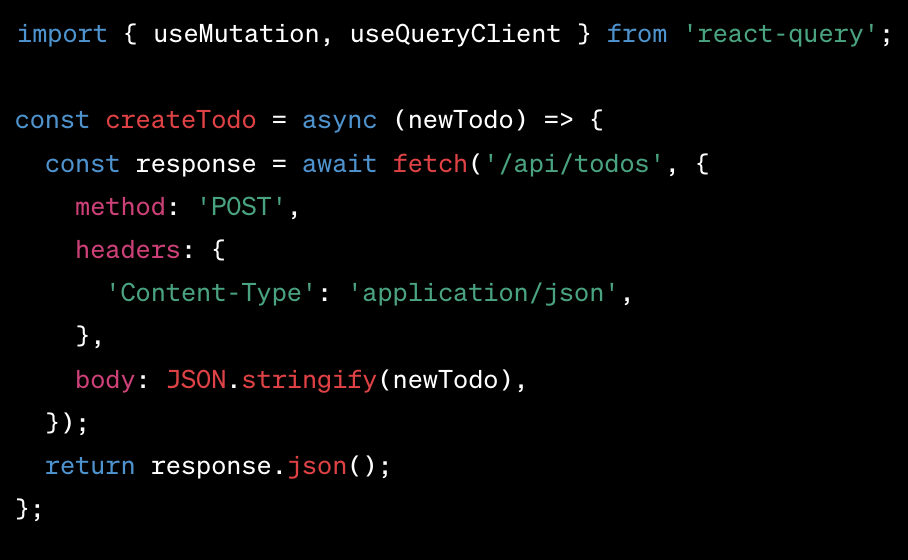 import { useMutation, useQueryClient } from 'react-query';

const createTodo = async (newTodo) => {
  const response = await fetch('/api/todos', {
    method: 'POST',
    headers: {
      'Content-Type': 'application/json',
    },
    body: JSON.stringify(newTodo),
  });
  return response.json();
};